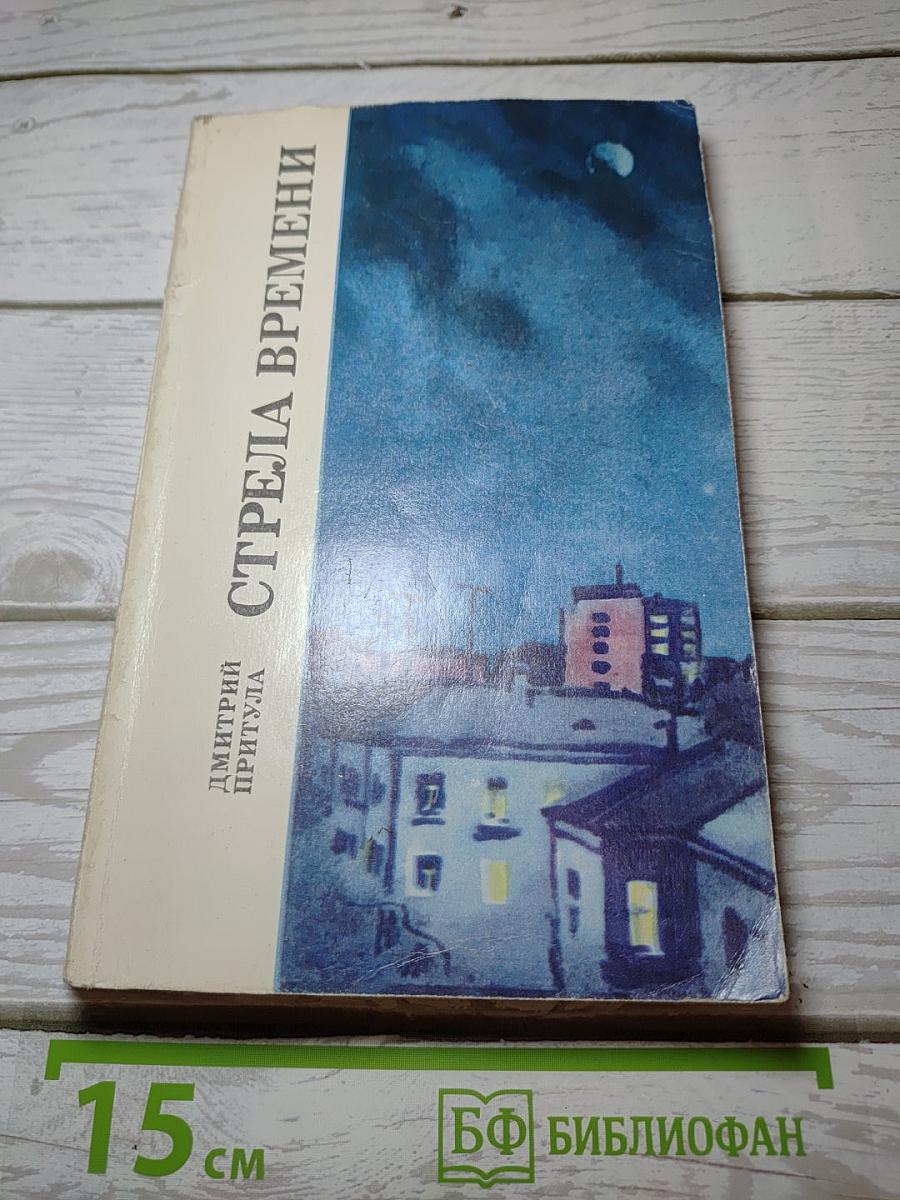 ДМИТРИЙ
ПРИТУЛА
СТРЕЛА ВРЕМЕНИ
15 см
БФ БИБЛИОФАН